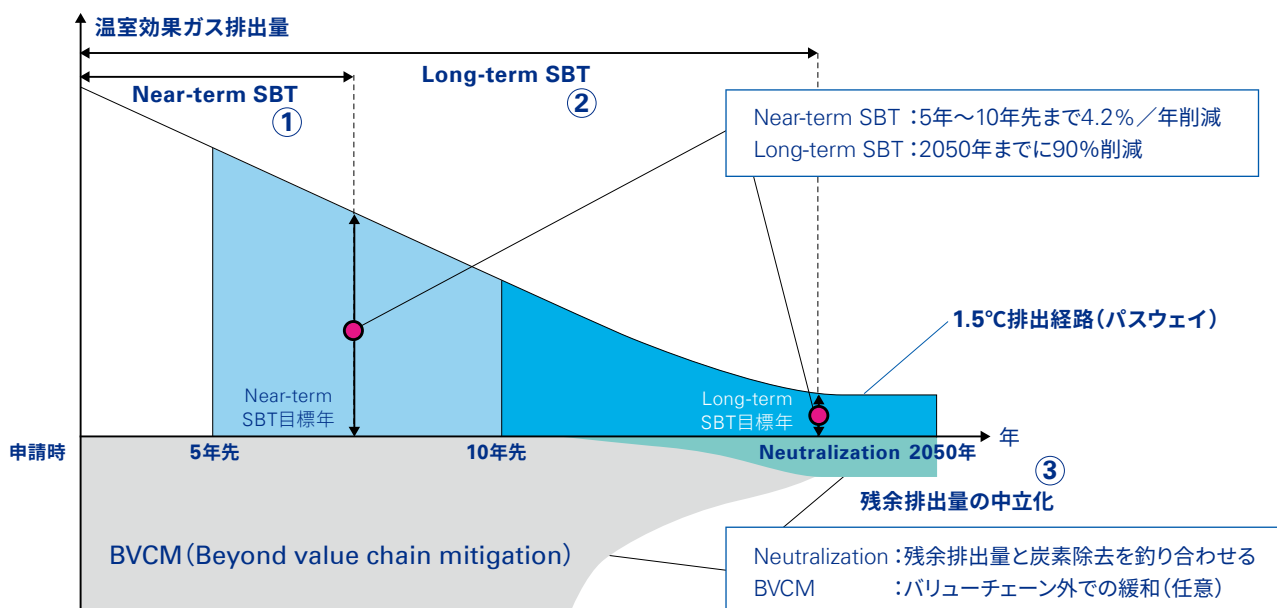 温室効果ガス排出量
Near-term SBT
①
Long-term SBT
②
Near-term SBT：5年～10年先まで4.2％／年削減
Long-term SBT：2050年までに90％削減
1.5℃排出経路（パスウェイ）
Near-term
SBT目標年
Long-term
SBT目標年
申請時
5年先
10年先
Neutralization
2050年
年
③
残余排出量の中立化
BVCM（Beyond value chain mitigation）
Neutralization：残余排出量と炭素除去を釣り合わせる
BVCM ：バリューチェーン外での緩和（任意）